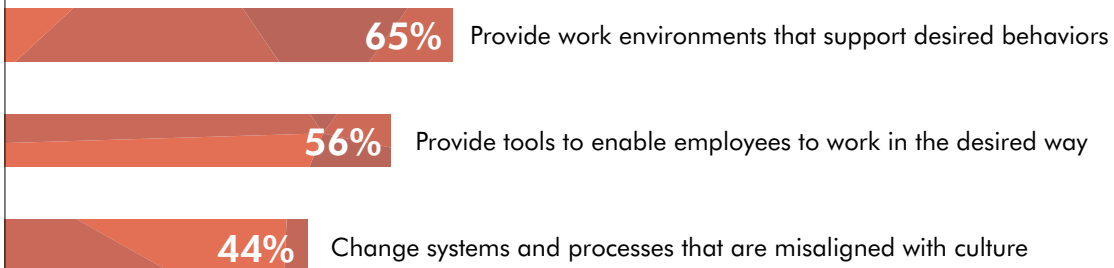 65% Provide work environments that support desired behaviors
56% Provide tools to enable employees to work in the desired way
44% Change systems and processes that are misaligned with culture